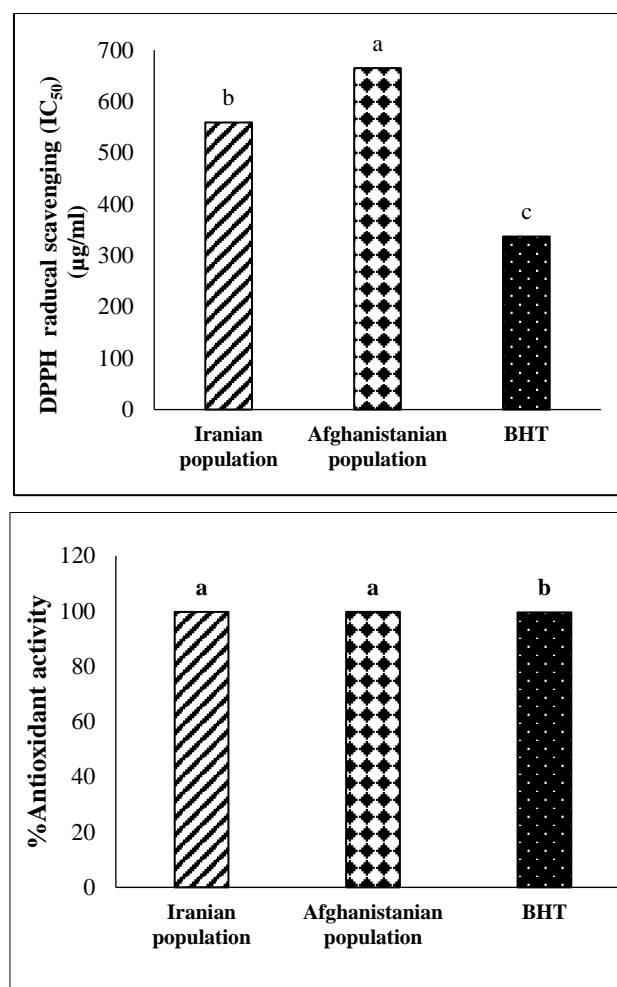 DPPH raducal scavenging (IC50)
(µg/ml)
700
600
500
400
300
200
100
0
b
a
c
Iranian
population
Afghanistanian
population
BHT
%Antioxidant activity
120
100
80
60
40
20
0
a
a
b
Iranian
population
Afghanistanian
population
BHT